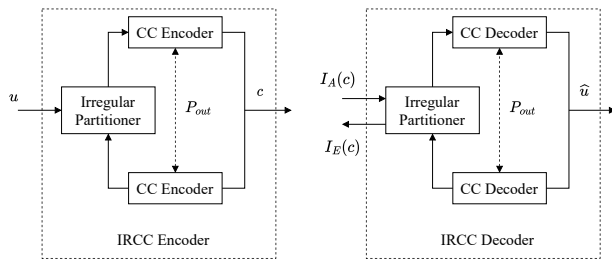 CC Encoder
u
Irregular
Partitioner
P_out
c
CC Encoder
IRCC Encoder
CC Decoder
I_A(c)
Irregular
Partitioner
I_E(c)
P_out
û
CC Decoder
IRCC Decoder